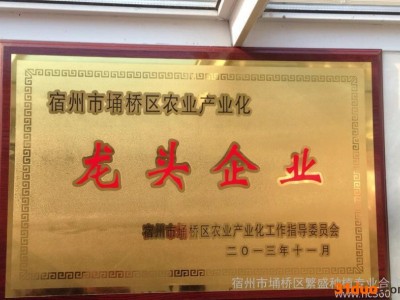 宿州市埇桥区农业产业化
龙头企业
宿州市埇桥区农业产业化工作指导委员会
二〇一三年十一月
宿州市埇桥区繁盛种植专业合